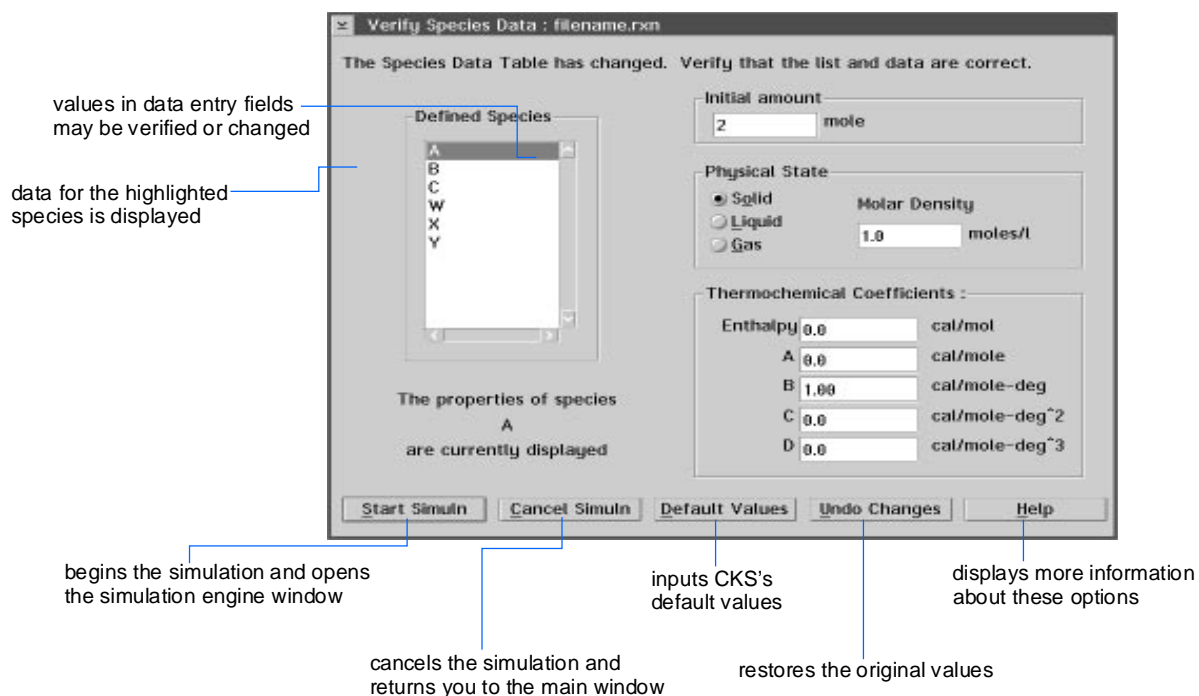 Verify Species Data : filename.rxn
The Species Data Table has changed. Verify that the list and data are correct.
values in data entry fields
may be verified or changed
data for the highlighted
species is displayed
Defined Species
A
B
C
W
X
Y
The properties of species
A
are currently displayed
Initial amount
2 mole
Physical State
Solid
Liquid
Gas
Molar Density
1.0 moles/l
Thermochemical Coefficients :
Enthalpy 0.0 cal/mol
A 0.0 cal/mole
B 1.00 cal/mole-deg
C 0.0 cal/mole-deg^2
D 0.0 cal/mole-deg^3
Start Simuln Cancel Simuln Default Values Undo Changes Help
begins the simulation and opens
the simulation engine window
cancels the simulation and
returns you to the main window
inputs CKS's
default values
restores the original values
displays more information
about these options